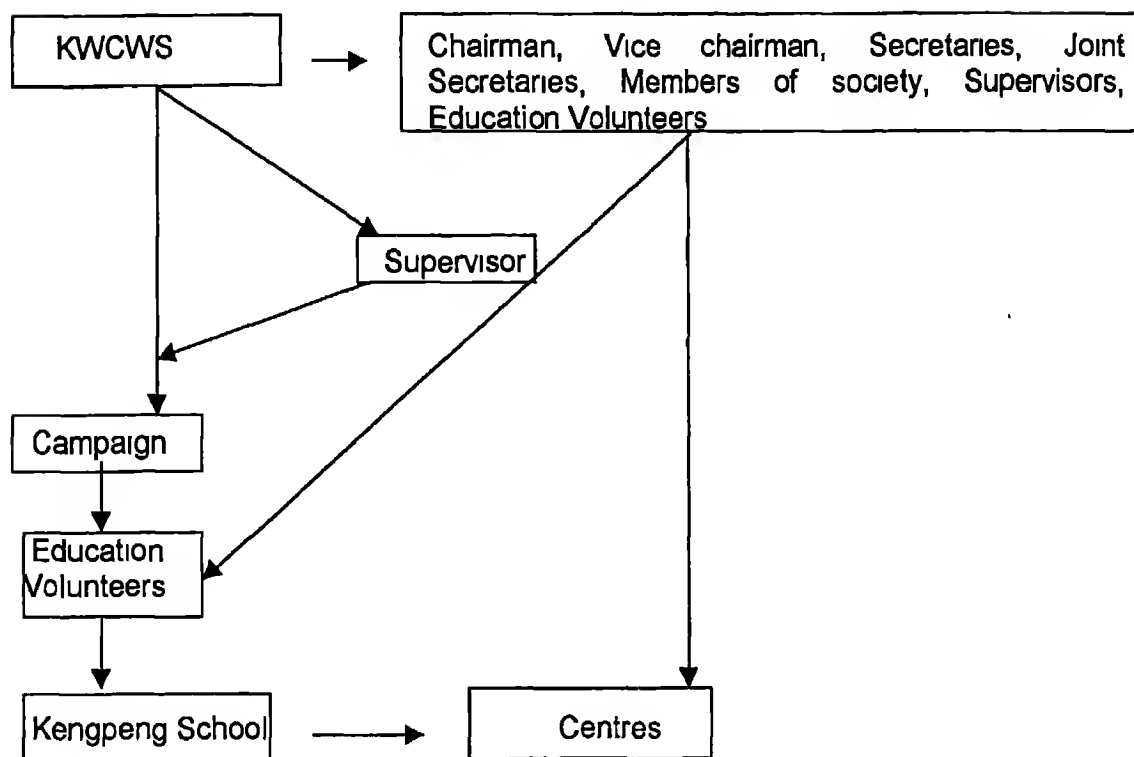 KWCWS
Chairman, Vice chairman, Secretaries, Joint
Secretaries, Members of society, Supervisors,
Education Volunteers
Supervisor
Campaign
Education
Volunteers
Kengpeng School
Centres